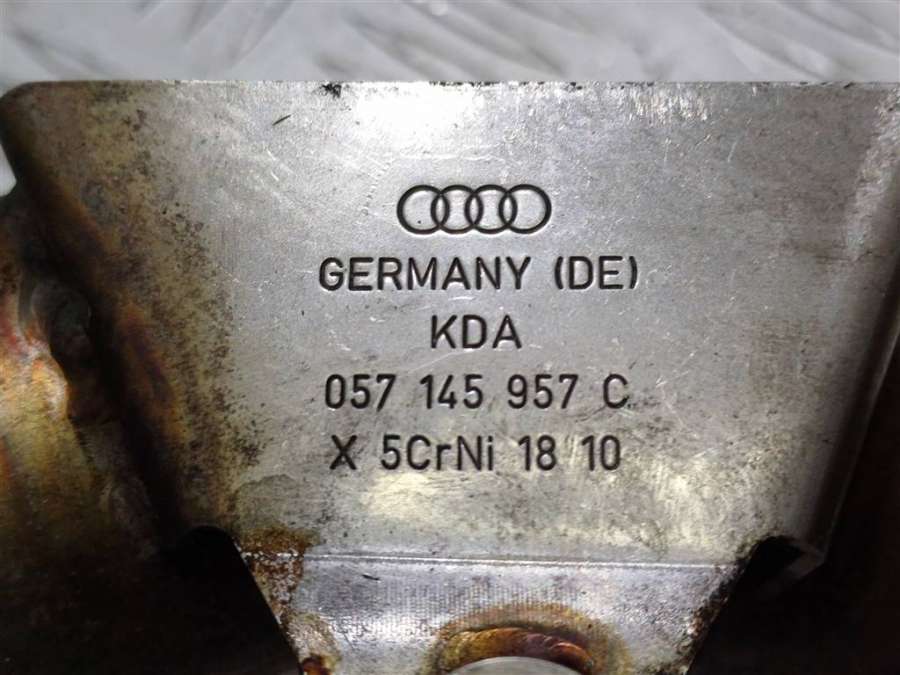 GERMANY (DE)
KDA
057 145 957 C
X 5CrNi 18 10